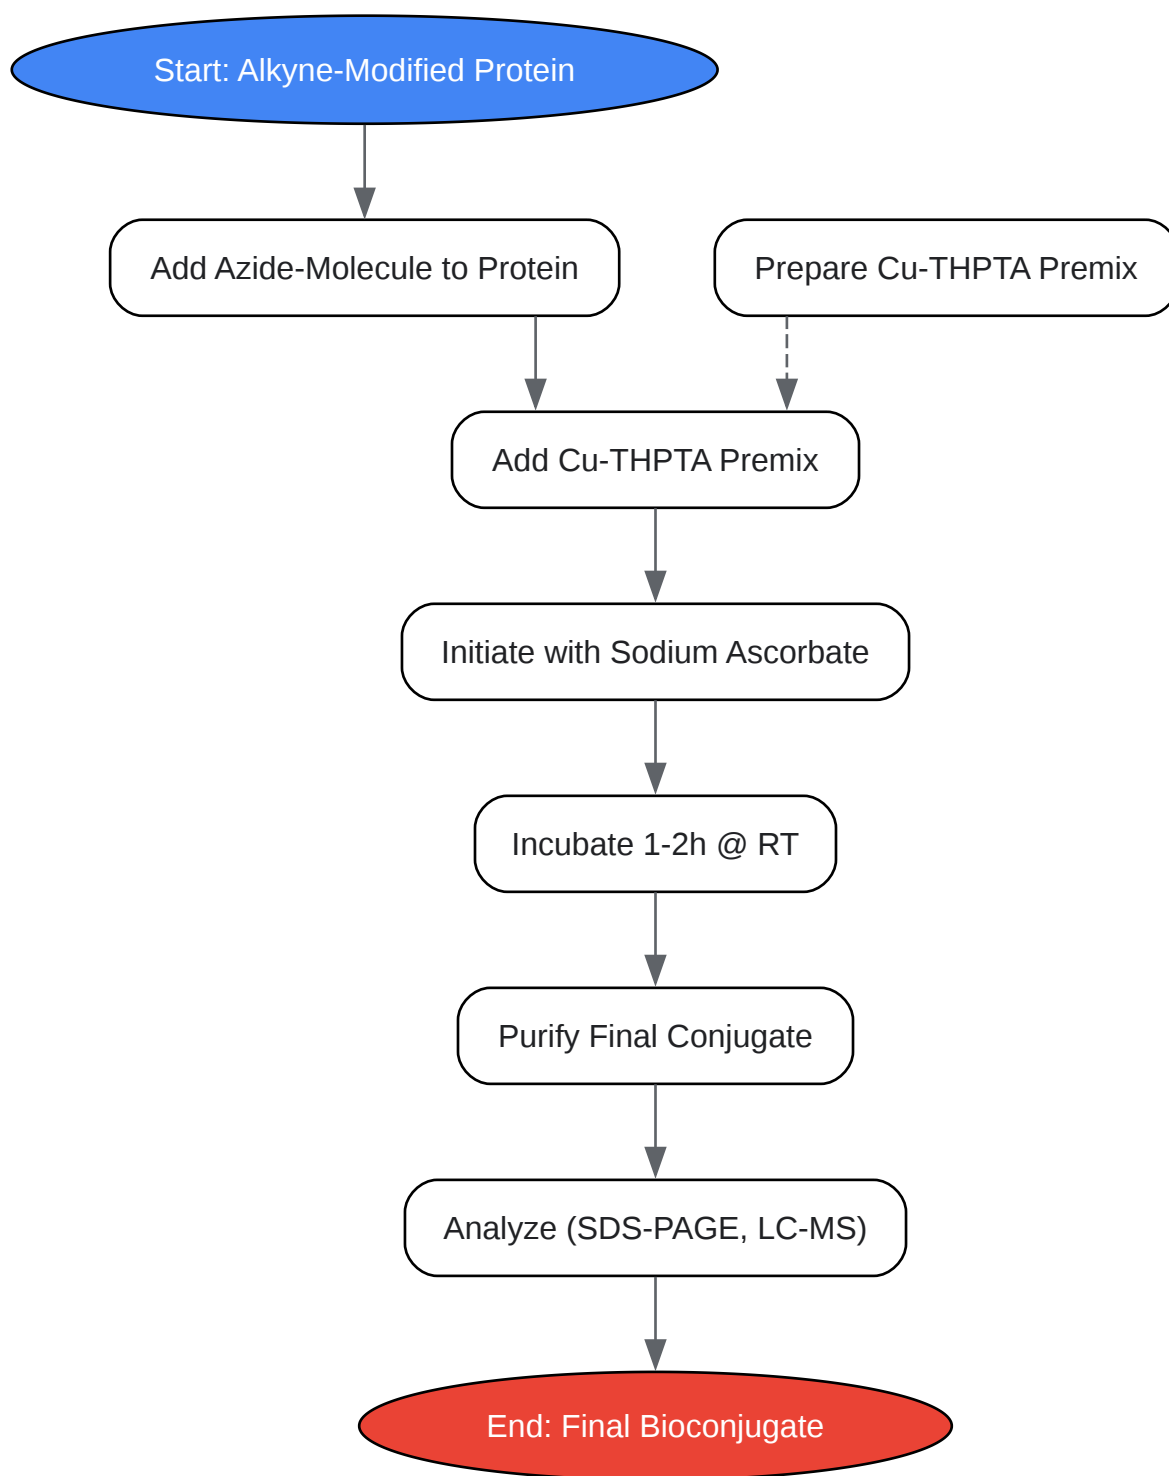 Start: Alkyne-Modified Protein
Add Azide-Molecule to Protein
Prepare Cu-THPTA Premix
Add Cu-THPTA Premix
Initiate with Sodium Ascorbate
Incubate 1-2h @ RT
Purify Final Conjugate
Analyze (SDS-PAGE, LC-MS)
End: Final Bioconjugate